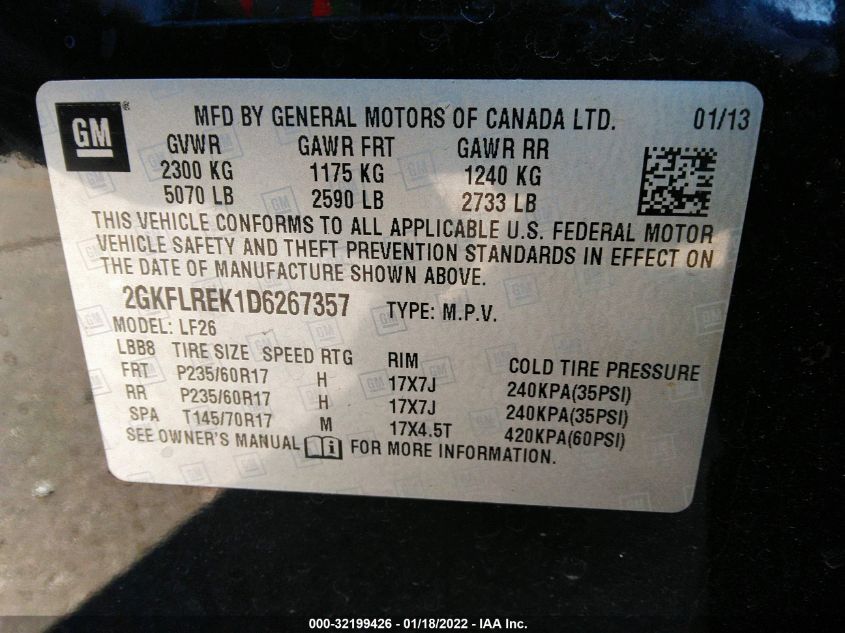 GM® MFD BY GENERAL MOTORS OF CANADA LTD. 01/13
GVWR GAWR FRT GAWR RR
2300 KG 1175 KG 1240 KG
5070 LB 2590 LB 2733 LB
THIS VEHICLE CONFORMS TO ALL APPLICABLE U.S. FEDERAL MOTOR
VEHICLE SAFETY AND THEFT PREVENTION STANDARDS IN EFFECT ON
THE DATE OF MANUFACTURE SHOWN ABOVE.
2GKFLREK1D6267357 TYPE: M.P.V.
MODEL: LF26
LBB8 TIRE SIZE SPEED RTG RIM COLD TIRE PRESSURE
FRT P235/60R17 H 17X7J 240KPA(35PSI)
RR P235/60R17 H 17X7J 240KPA(35PSI)
SPA T145/70R17 M 17X4.5T 420KPA(60PSI)
SEE OWNER'S MANUAL FOR MORE INFORMATION.
000-32199426 - 01/18/2022 - IAA Inc.